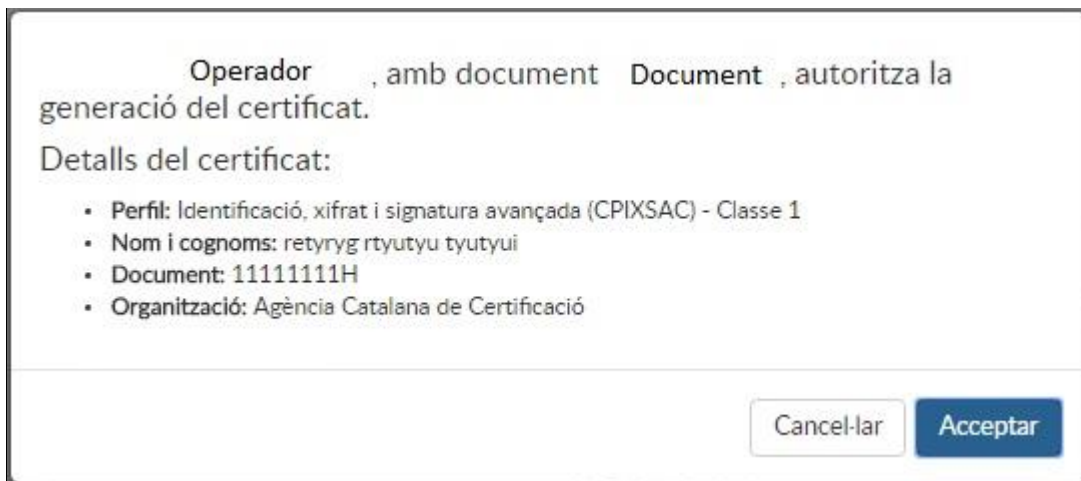 Operador , amb document Document , autoritza la
generació del certificat.
Detalls del certificat:
• Perfil: Identificació, xifrat i signatura avançada (CPIXSAC) - Classe 1
• Nom i cognoms: retyryg rtyutyu tyutyui
• Document: 11111111H
• Organització: Agència Catalana de Certificació
Cancel·lar Acceptar